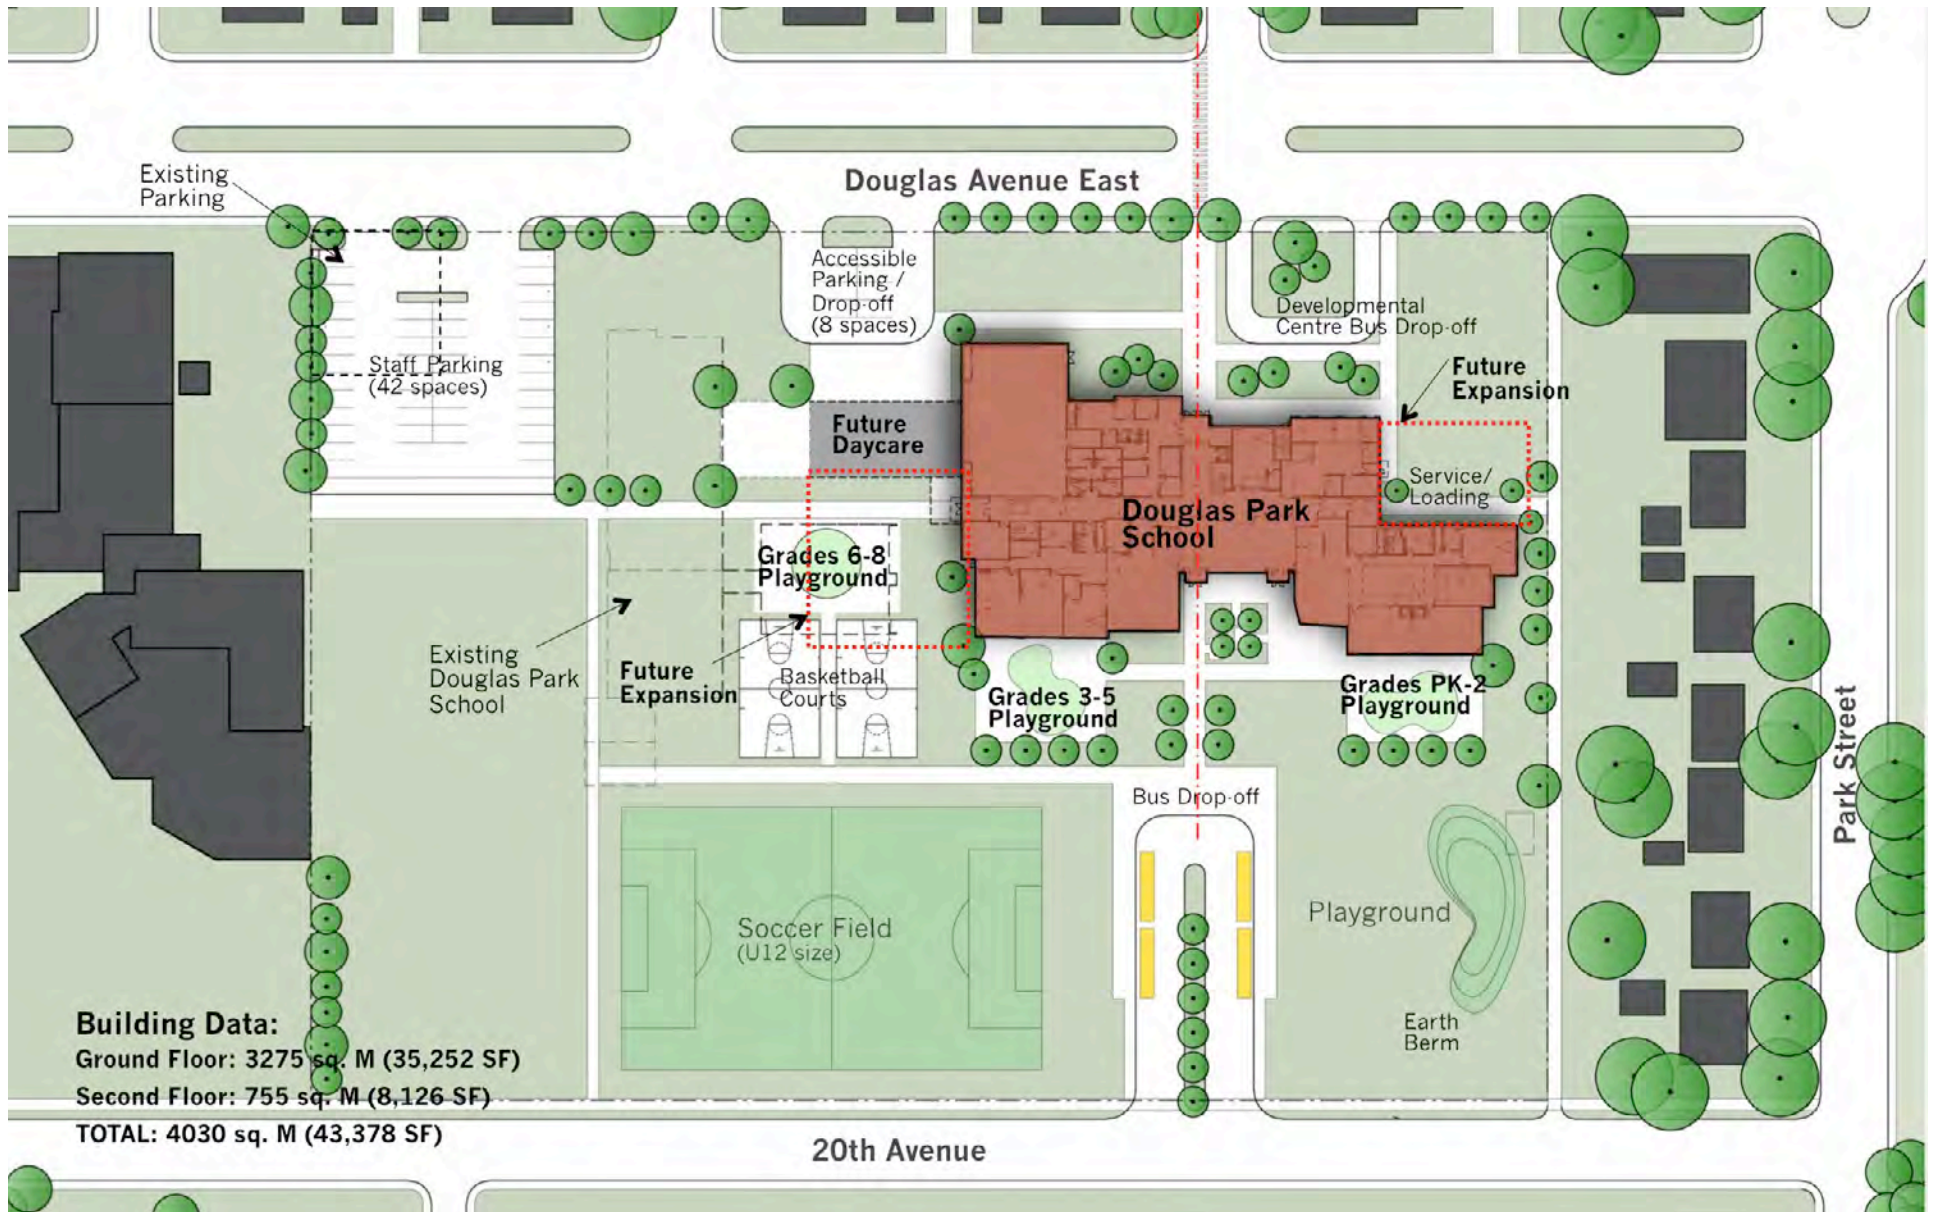 Existing
Parking
Douglas Avenue East
Accessible
Parking /
Drop-off
(8 spaces)
Developmental
Centre Bus Drop-off
Staff Parking
(42 spaces)
Future
Expansion
Future
Daycare
Service/
Loading
Douglas Park
School
Grades 6-8
Playground
Existing
Douglas Park
School
Future
Expansion
Basketball
Courts
Grades 3-5
Playground
Grades PK-2
Playground
Park Street
Bus Drop-off
Soccer Field
(U12 size)
Playground
Earth
Berm
Building Data:
Ground Floor: 3275 sq. M (35,252 SF)
Second Floor: 755 sq. M (8,126 SF)
TOTAL: 4030 sq. M (43,378 SF)
20th Avenue